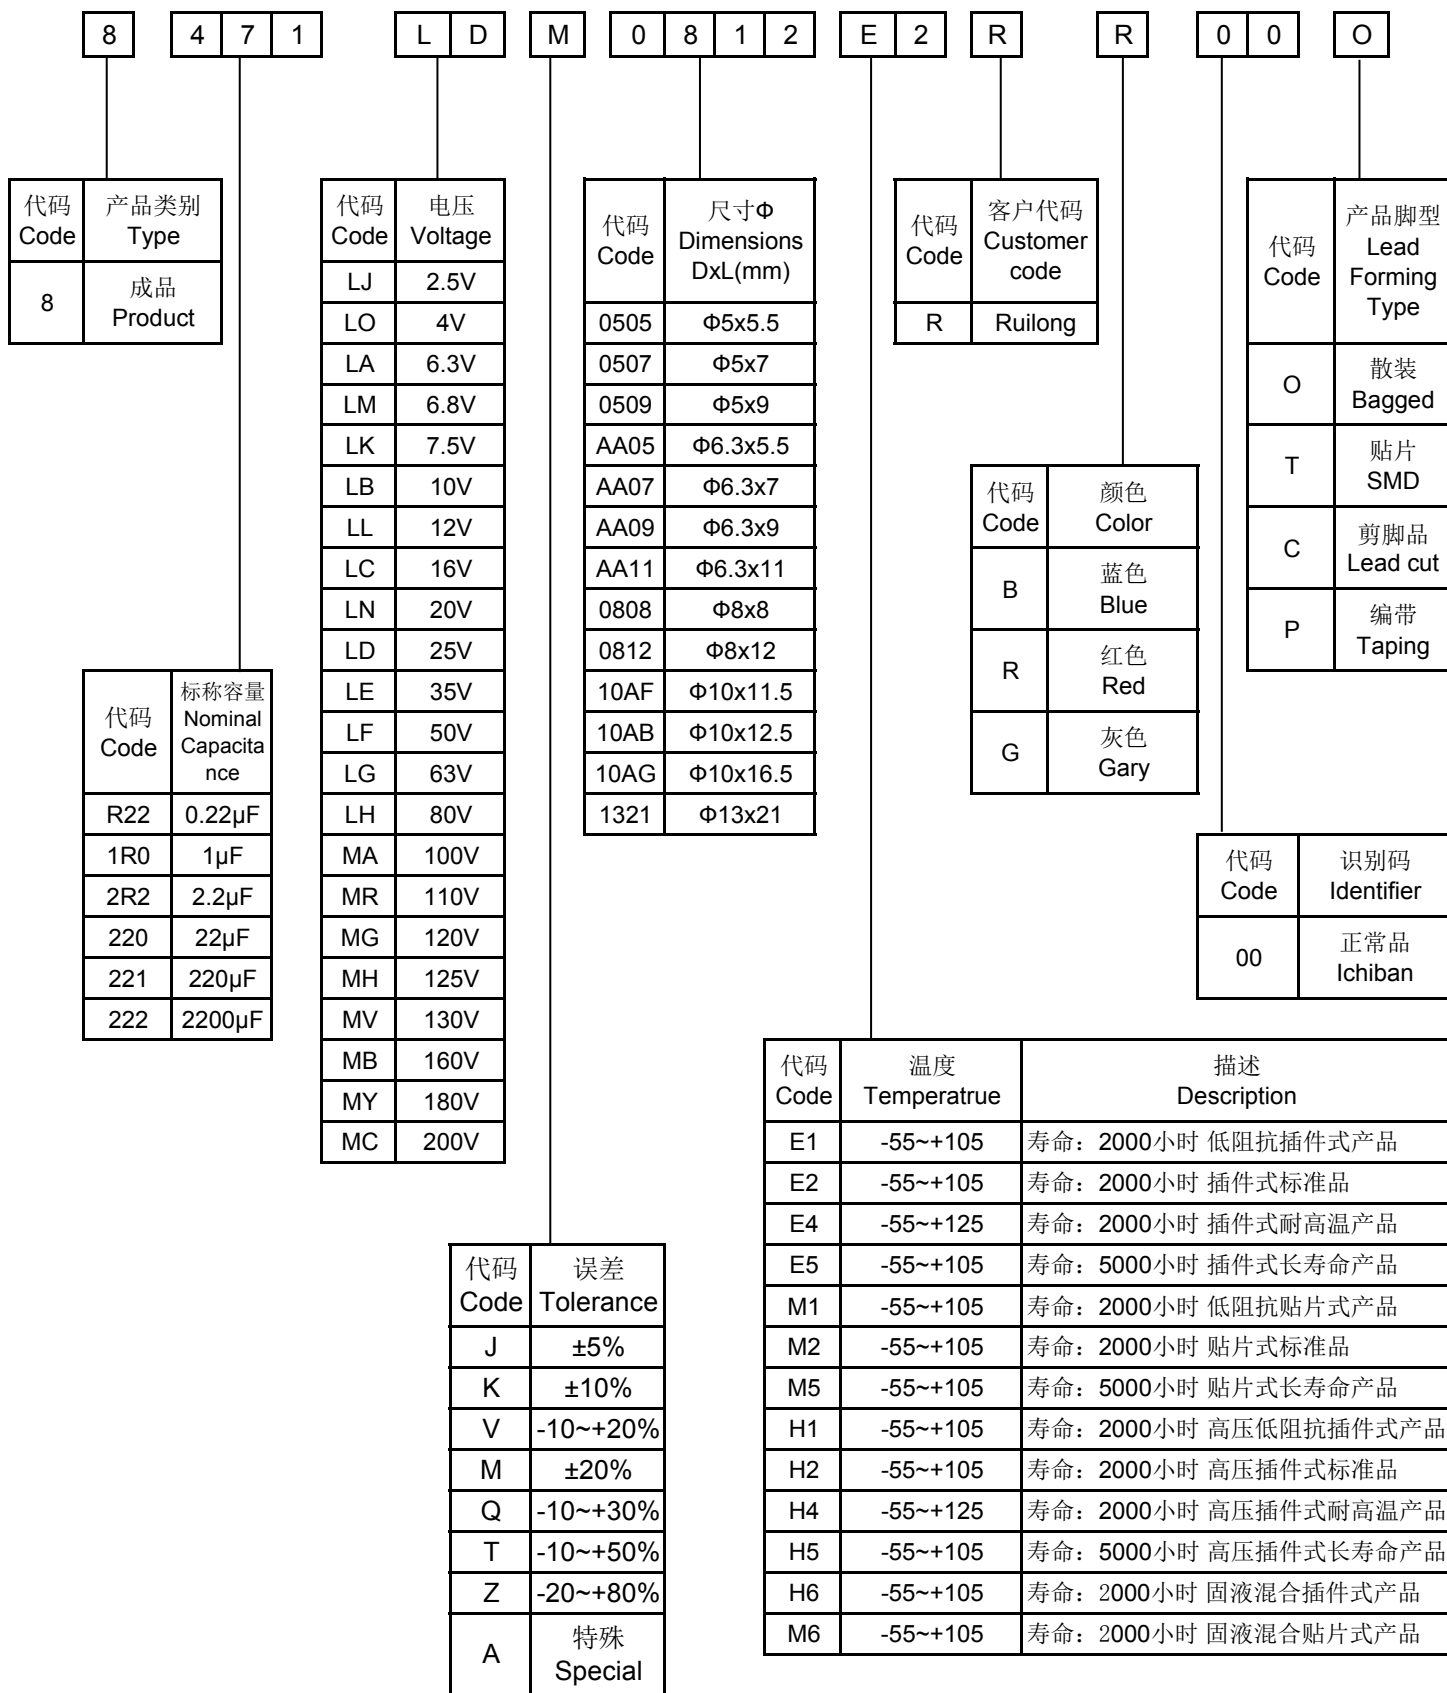 8 4 7 1 L D M 0 8 1 2 E 2 R R 0 0 O
代码 产品类别
Code Type
8 成品
Product
代码 标称容量
Code Nominal
Capacita
nce
R22 0.22μF
1R0 1μF
2R2 2.2μF
220 22μF
221 220μF
222 2200μF
代码 电压
Code Voltage
LJ 2.5V
LO 4V
LA 6.3V
LM 6.8V
LK 7.5V
LB 10V
LL 12V
LC 16V
LN 20V
LD 25V
LE 35V
LF 50V
LG 63V
LH 80V
MA 100V
MR 110V
MG 120V
MH 125V
MV 130V
MB 160V
MY 180V
MC 200V
代码 误差
Code Tolerance
J ±5%
K ±10%
V -10~+20%
M ±20%
Q -10~+30%
T -10~+50%
Z -20~+80%
A 特殊
Special
代码 尺寸Φ
Code Dimensions
DxL(mm)
0505 Φ5x5.5
0507 Φ5x7
0509 Φ5x9
AA05 Φ6.3x5.5
AA07 Φ6.3x7
AA09 Φ6.3x9
AA11 Φ6.3x11
0808 Φ8x8
0812 Φ8x12
10AF Φ10x11.5
10AB Φ10x12.5
10AG Φ10x16.5
1321 Φ13x21
代码 温度 描述
Code Temperatrue Description
E1 -55~+105 寿命：2000小时 低阻抗插件式产品
E2 -55~+105 寿命：2000小时 插件式标准品
E4 -55~+125 寿命：2000小时 插件式耐高温产品
E5 -55~+105 寿命：5000小时 插件式长寿命产品
M1 -55~+105 寿命：2000小时 低阻抗贴片式产品
M2 -55~+105 寿命：2000小时 贴片式标准品
M5 -55~+105 寿命：5000小时 贴片式长寿命产品
H1 -55~+105 寿命：2000小时 高压低阻抗插件式产品
H2 -55~+105 寿命：2000小时 高压插件式标准品
H4 -55~+125 寿命：2000小时 高压插件式耐高温产品
H5 -55~+105 寿命：5000小时 高压插件式长寿命产品
H6 -55~+105 寿命：2000小时 固液混合插件式产品
M6 -55~+105 寿命：2000小时 固液混合贴片式产品
代码 客户代码
Code Customer
code
R Ruilong
代码 颜色
Code Color
B 蓝色
Blue
R 红色
Red
G 灰色
Gary
代码 识别码
Code Identifier
00 正常品
Ichiban
代码 产品脚型
Code Lead
Forming
Type
O 散装
Bagged
T 贴片
SMD
C 剪脚品
Lead cut
P 编带
Taping